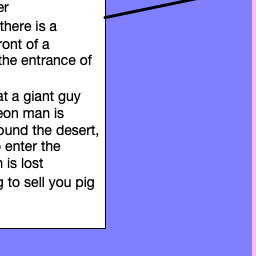 er
there is a
ront of a
the entrance of
at a giant guy
eon man is
ound the desert,
o enter the
n is lost
g to sell you pig